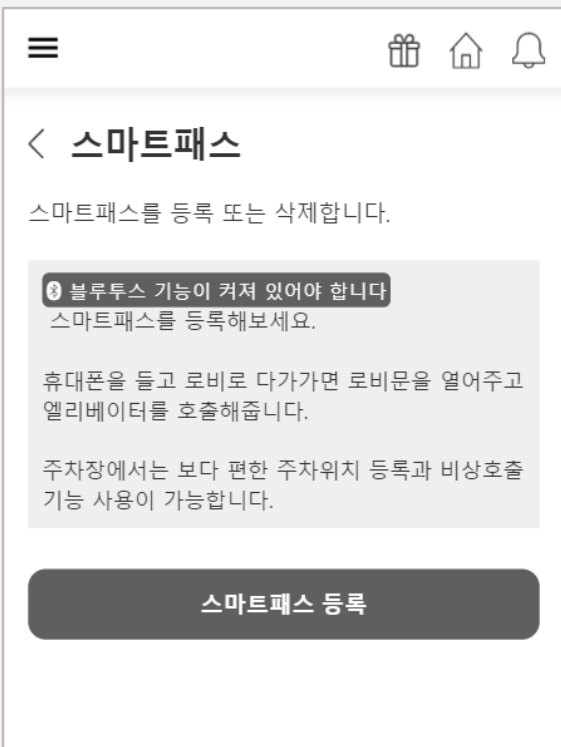 스마트패스
스마트패스를 등록 또는 삭제합니다.
블루투스 기능이 켜져 있어야 합니다
스마트패스를 등록해보세요.
휴대폰을 들고 로비로 다가가면 로비문을 열어주고
엘리베이터를 호출해줍니다.
주차장에서는 보다 편한 주차위치 등록과 비상호출
기능 사용이 가능합니다.
스마트패스 등록